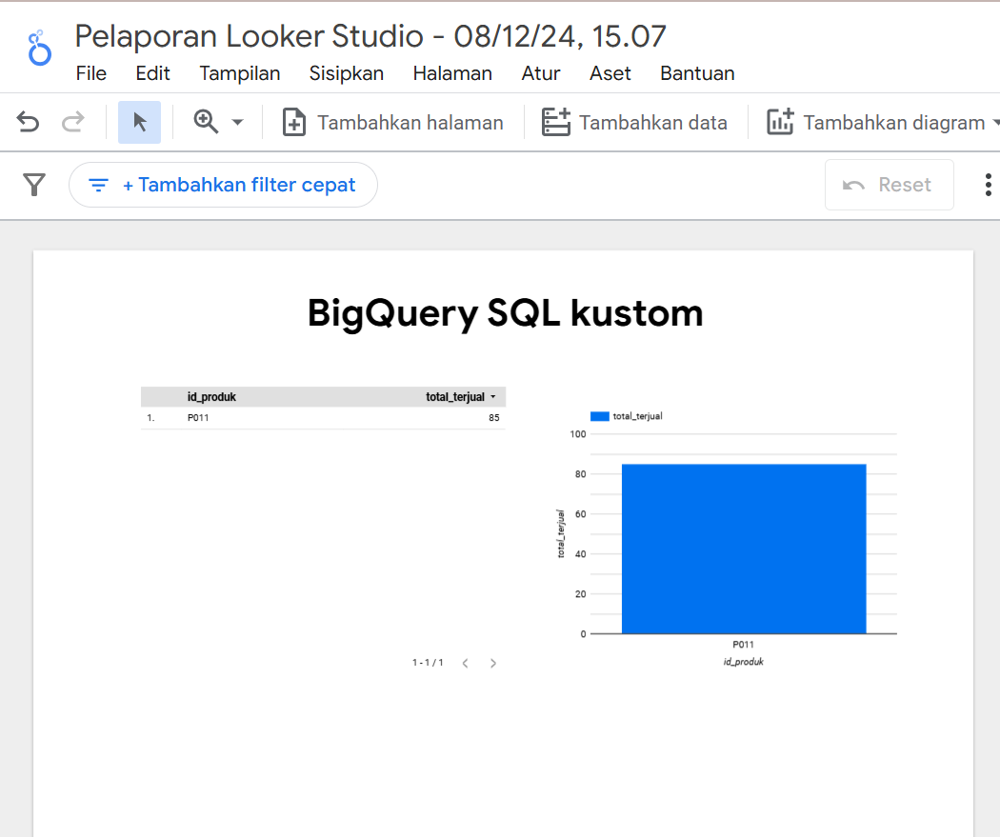 Pelaporan Looker Studio - 08/12/24, 15.07
File Edit Tampilan Sisipkan Halaman Atur Aset Bantuan
Tambahkan halaman Tambahkan data Tambahkan diagram
+ Tambahkan filter cepat Reset
BigQuery SQL kustom
id_produk total_terjual
1. P011 85
1 - 1 / 1
total_terjual
100
80
60
40
20
0
total_terjual
P011
id_produk